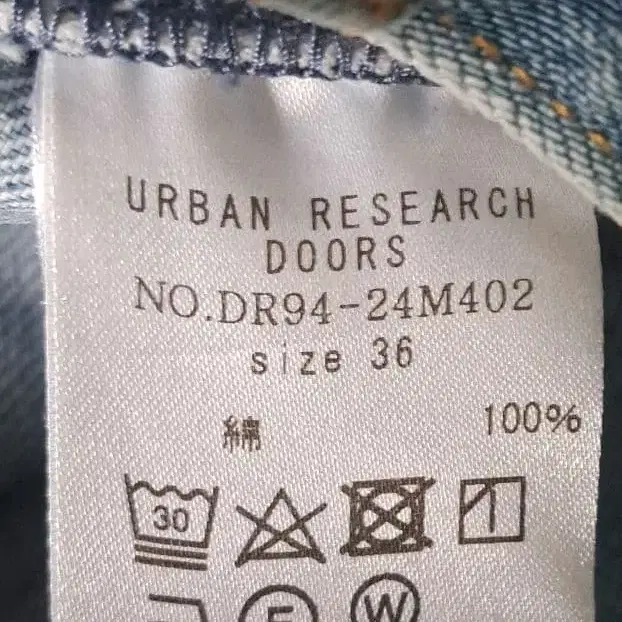 URBAN RESEARCH
DOORS
NO.DR94-24M402
size 36
綿 100%
30
W